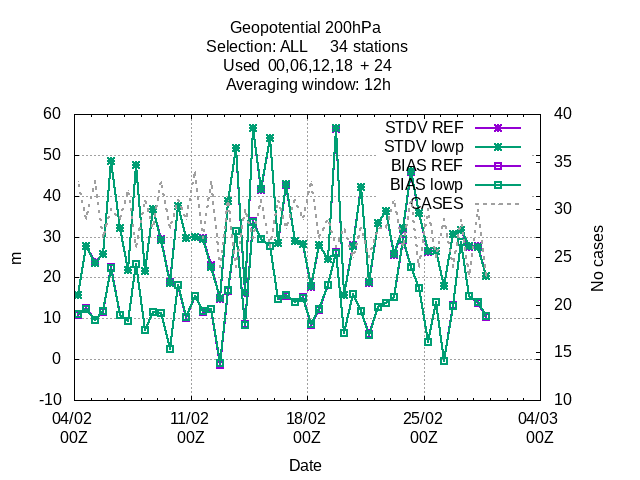 Geopotential 200hPa
Selection: ALL 34 stations
Used 00,06,12,18 + 24
Averaging window: 12h
60
50
40
30
20
10
0
-10
m
40
35
30
25
20
15
10
No cases
STDV REF
STDV lowp
BIAS REF
BIAS lowp
CASES
04/02 11/02 18/02 25/02 04/03
00Z 00Z 00Z 00Z 00Z
Date